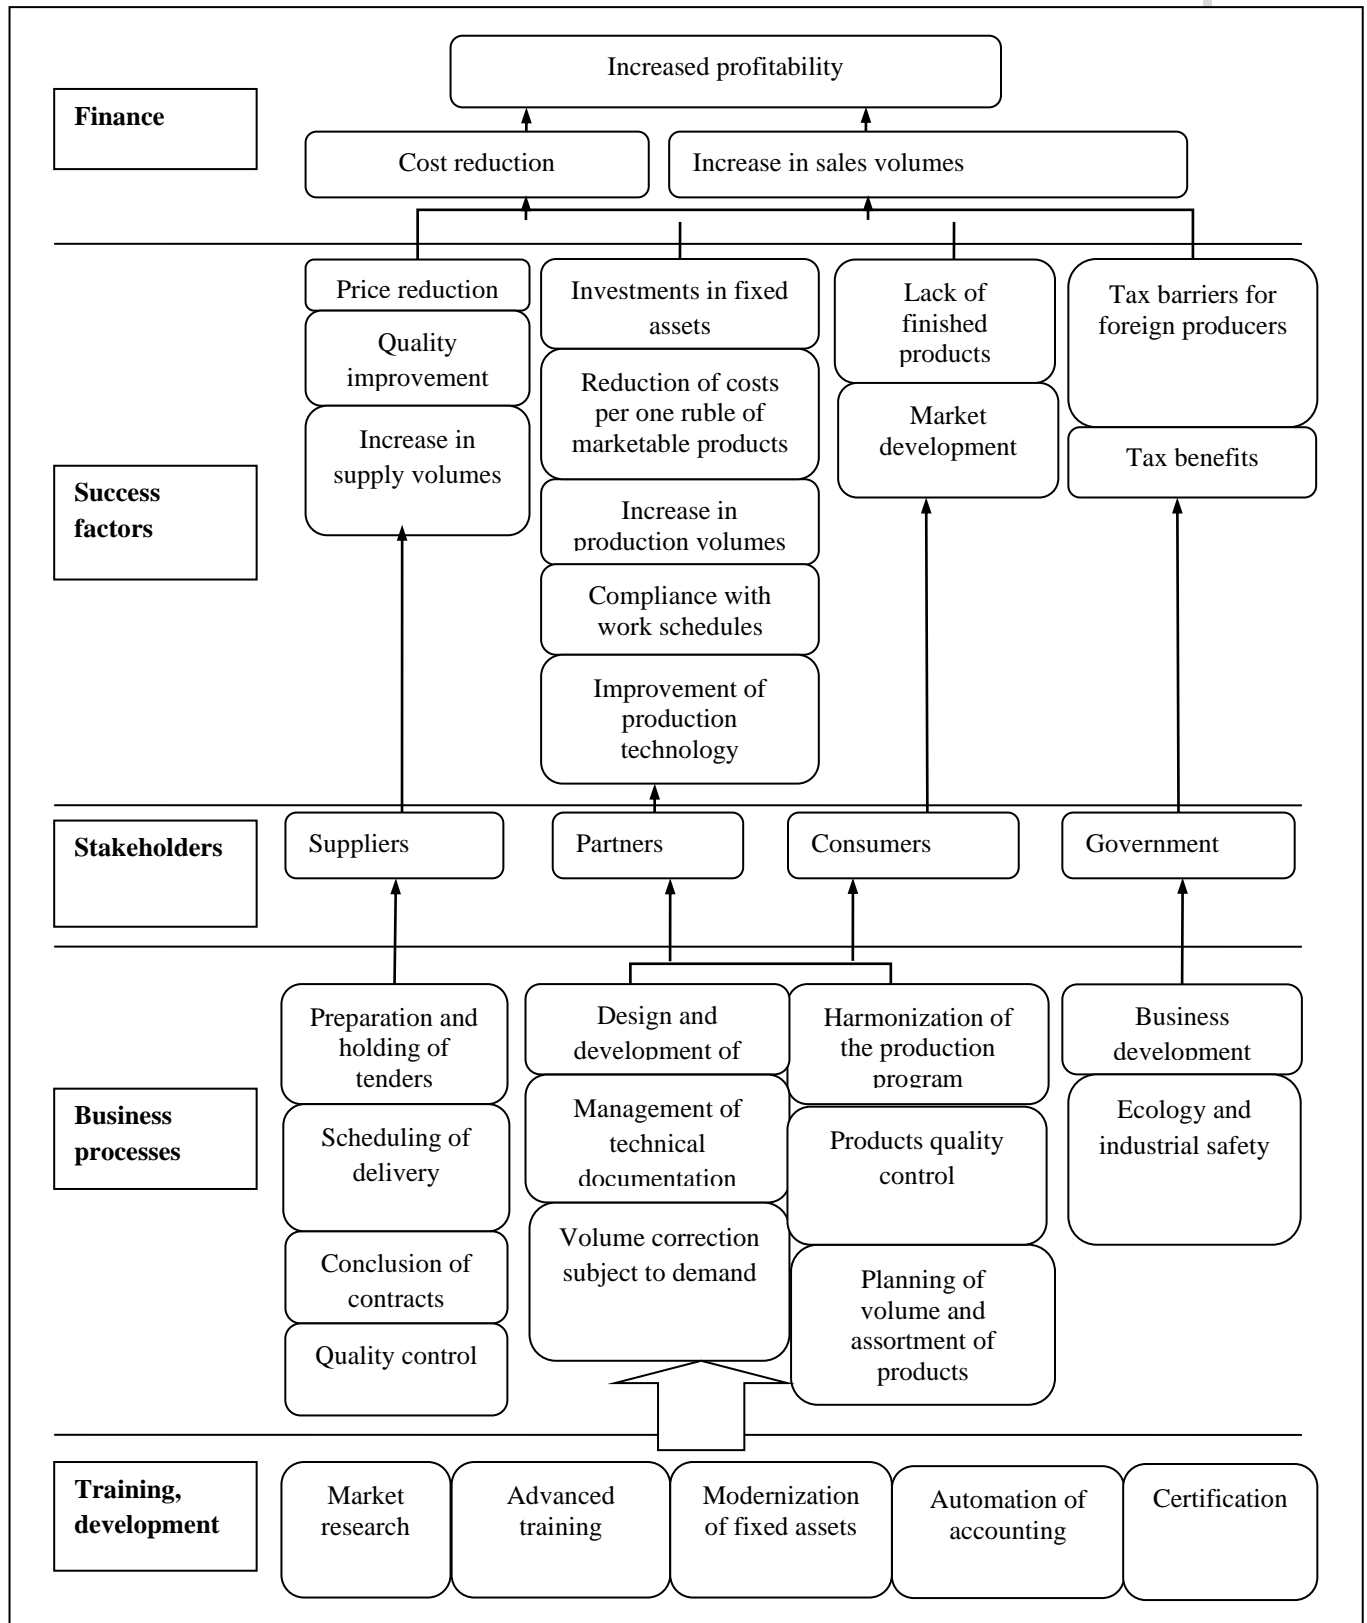 Increased profitability
Finance
Cost reduction
Increase in sales volumes
Price reduction
Quality
improvement
Increase in
supply volumes
Investments in fixed
assets
Reduction of costs
per one ruble of
marketable products
Increase in
production volumes
Compliance with
work schedules
Improvement of
production
technology
Lack of
finished
products
Market
development
Tax barriers for
foreign producers
Tax benefits
Success
factors
Stakeholders
Suppliers
Partners
Consumers
Government
Business
processes
Preparation and
holding of
tenders
Scheduling of
delivery
Conclusion of
contracts
Quality control
Design and
development of
Management of
technical
documentation
Volume correction
subject to demand
Harmonization of
the production
program
Products quality
control
Planning of
volume and
assortment of
products
Business
development
Ecology and
industrial safety
Training,
development
Market
research
Advanced
training
Modernization
of fixed assets
Automation of
accounting
Certification